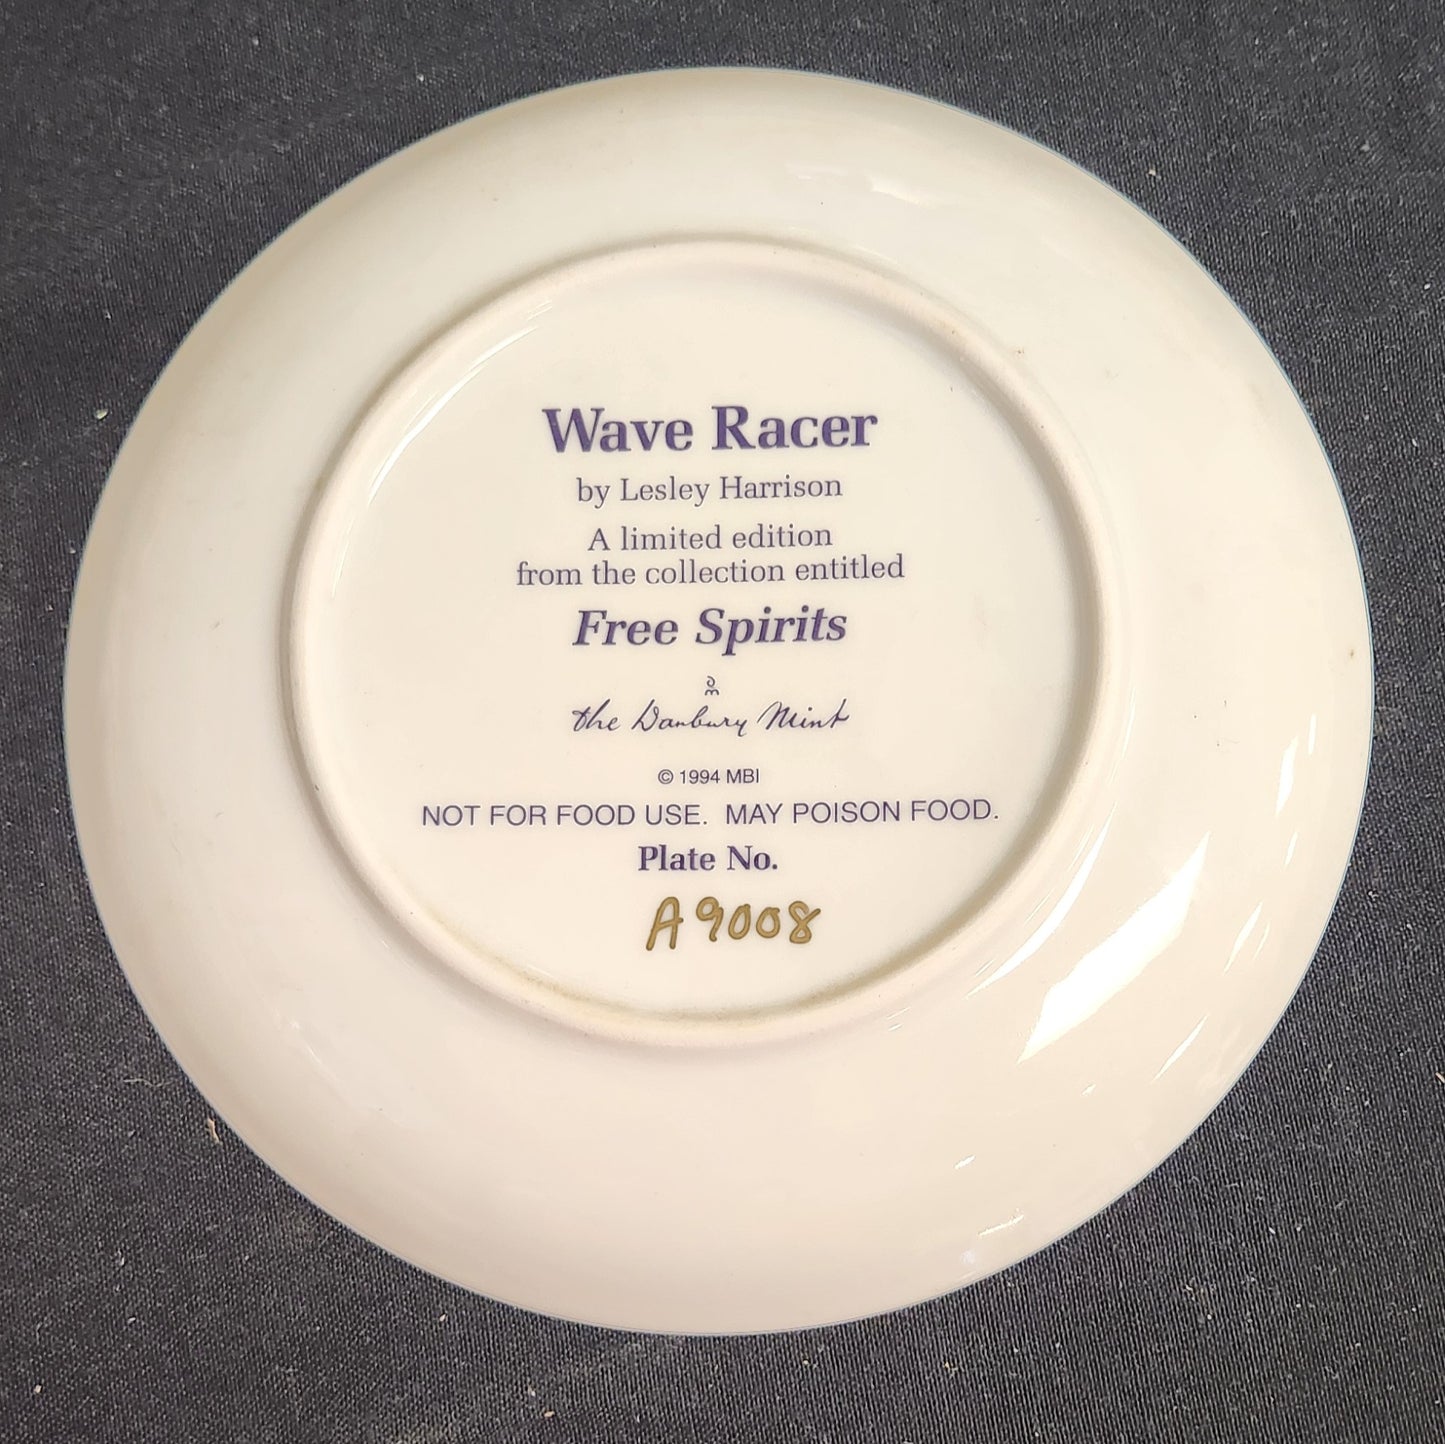 Wave Racer
by Lesley Harrison
A limited edition
from the collection entitled
Free Spirits
the Danbury Mint
© 1994 MBI
NOT FOR FOOD USE. MAY POISON FOOD.
Plate No.
A9008